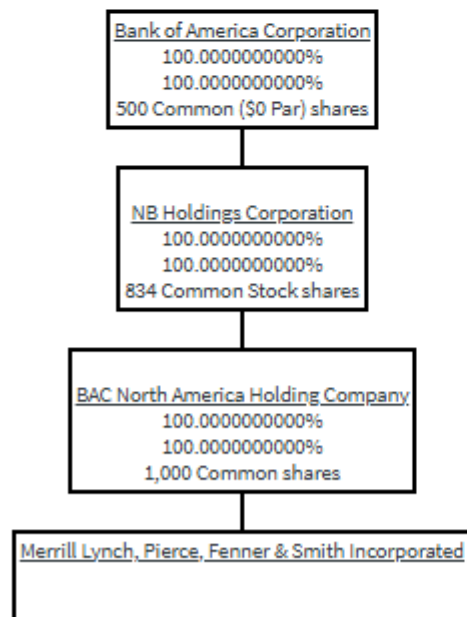 Bank of America Corporation
100.0000000000%
100.0000000000%
500 Common ($0 Par) shares
NB Holdings Corporation
100.0000000000%
100.0000000000%
834 Common Stock shares
BAC North America Holding Company
100.0000000000%
100.0000000000%
1,000 Common shares
Merrill Lynch, Pierce, Fenner & Smith Incorporated